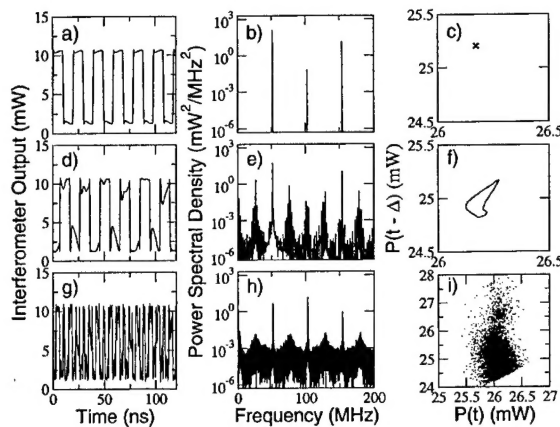 Interferometer Output (mW)
a)
15
10
5
0
d)
15
10
5
0
g)
15
10
5
0
0 50 100
Time (ns)
Power Spectral Density (mW²/MHz²)
b)
10³
10⁰
10⁻³
10⁻⁶
e)
10³
10⁰
10⁻³
10⁻⁶
h)
10³
10⁰
10⁻³
10⁻⁶
0 100 200
Frequency (MHz)
P(t - Δ) (mW)
c)
25.5
25
24.5
26 26.5
f)
25.5
25
24.5
26 26.5
i)
28
27
26
25
24
25.5 26 26.5 27
P(t) (mW)